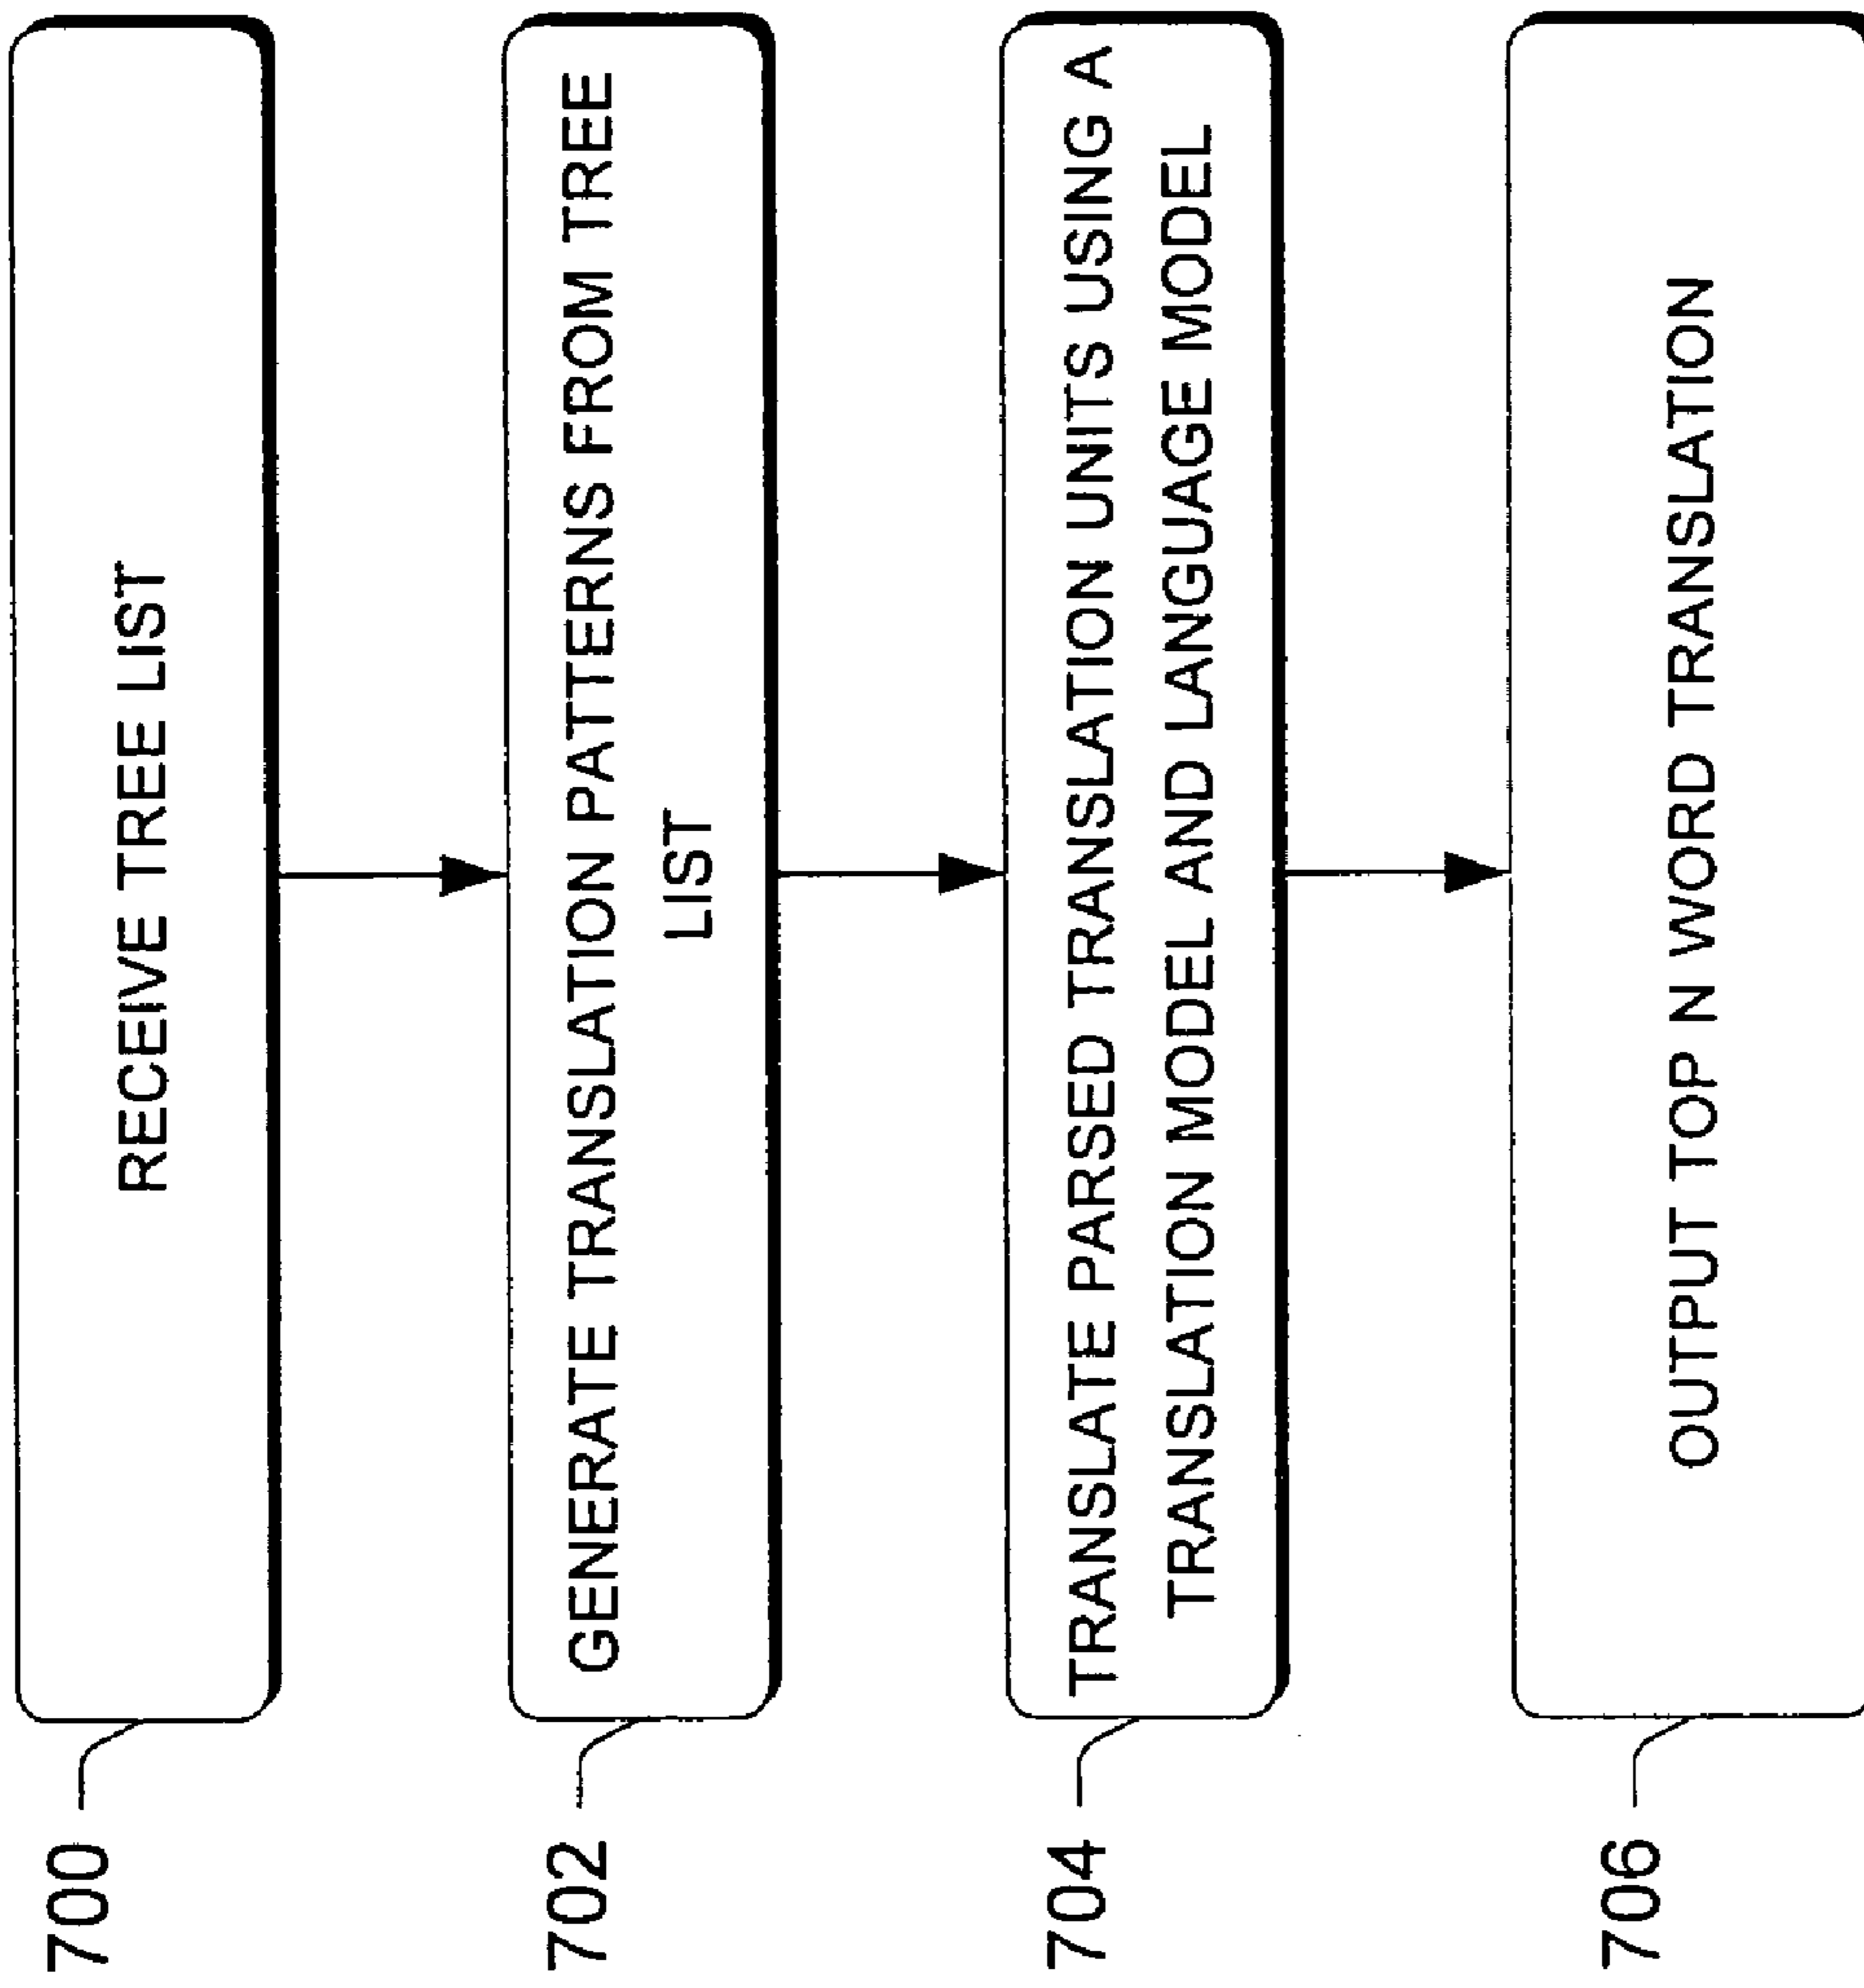 700
RECEIVE TREE LIST
702
GENERATE TRANSLATION PATTERNS FROM TREE
LIST
704
TRANSLATE PARSED TRANSLATION UNITS USING A
TRANSLATION MODEL AND LANGUAGE MODEL
706
OUTPUT TOP N WORD TRANSLATION